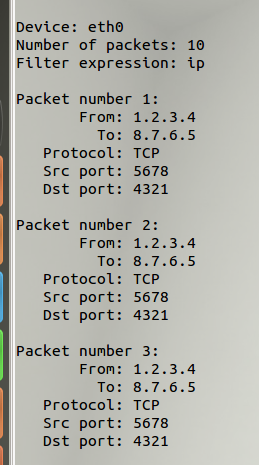 Device: eth0
Number of packets: 10
Filter expression: ip
Packet number 1:
From: 1.2.3.4
To: 8.7.6.5
Protocol: TCP
Src port: 5678
Dst port: 4321
Packet number 2:
From: 1.2.3.4
To: 8.7.6.5
Protocol: TCP
Src port: 5678
Dst port: 4321
Packet number 3:
From: 1.2.3.4
To: 8.7.6.5
Protocol: TCP
Src port: 5678
Dst port: 4321